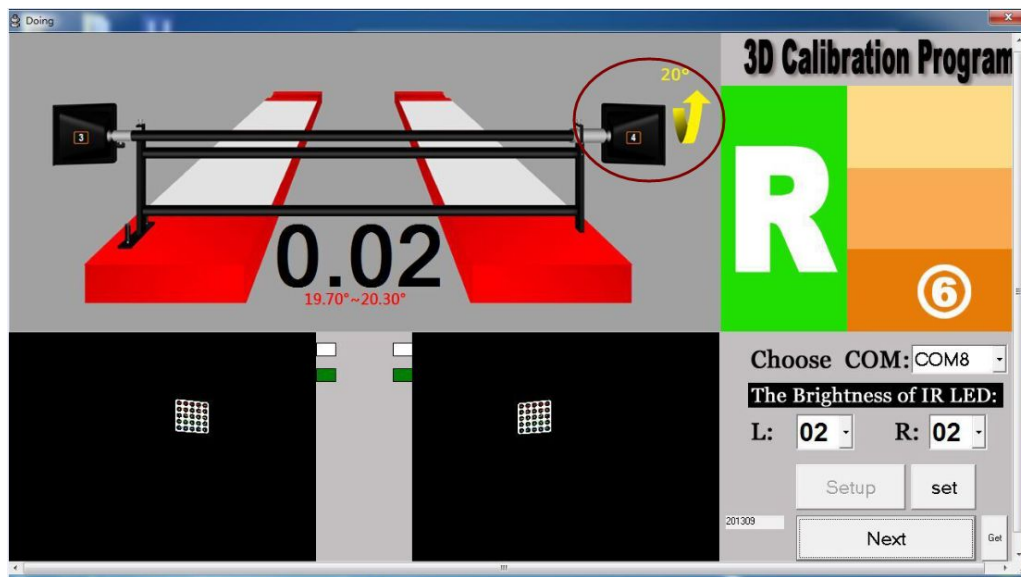 Doing
3D Calibration Program
20°
3
4
R
0.02
19.70°~20.30°
⑥
Choose COM: COM8
The Brightness of IR LED:
L: 02 R: 02
Setup set
201309
Next Get